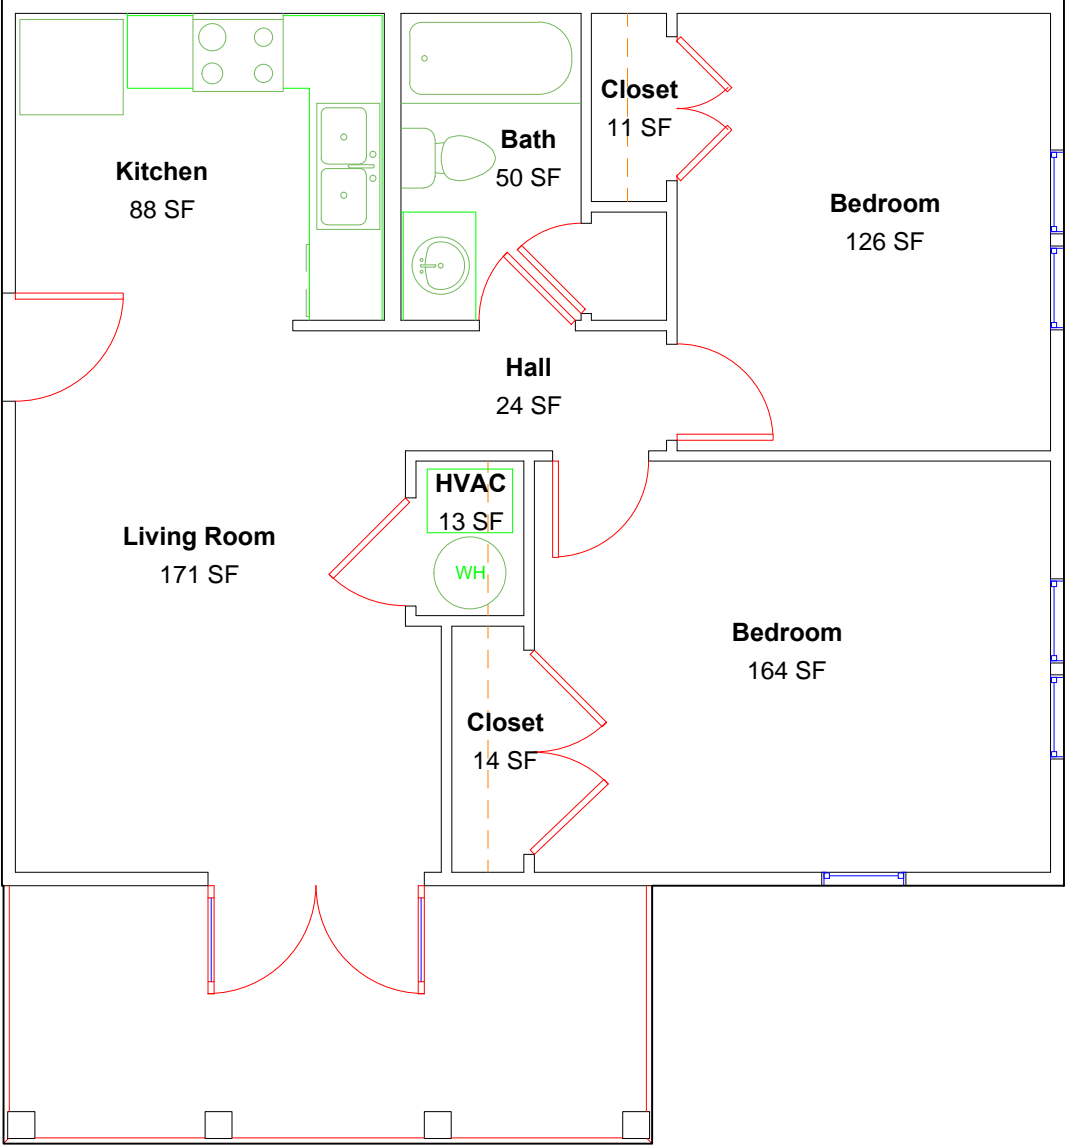 Closet
11 SF
Bath
50 SF
Kitchen
88 SF
Bedroom
126 SF
Hall
24 SF
HVAC
13 SF
WH
Living Room
171 SF
Bedroom
164 SF
Closet
14 SF